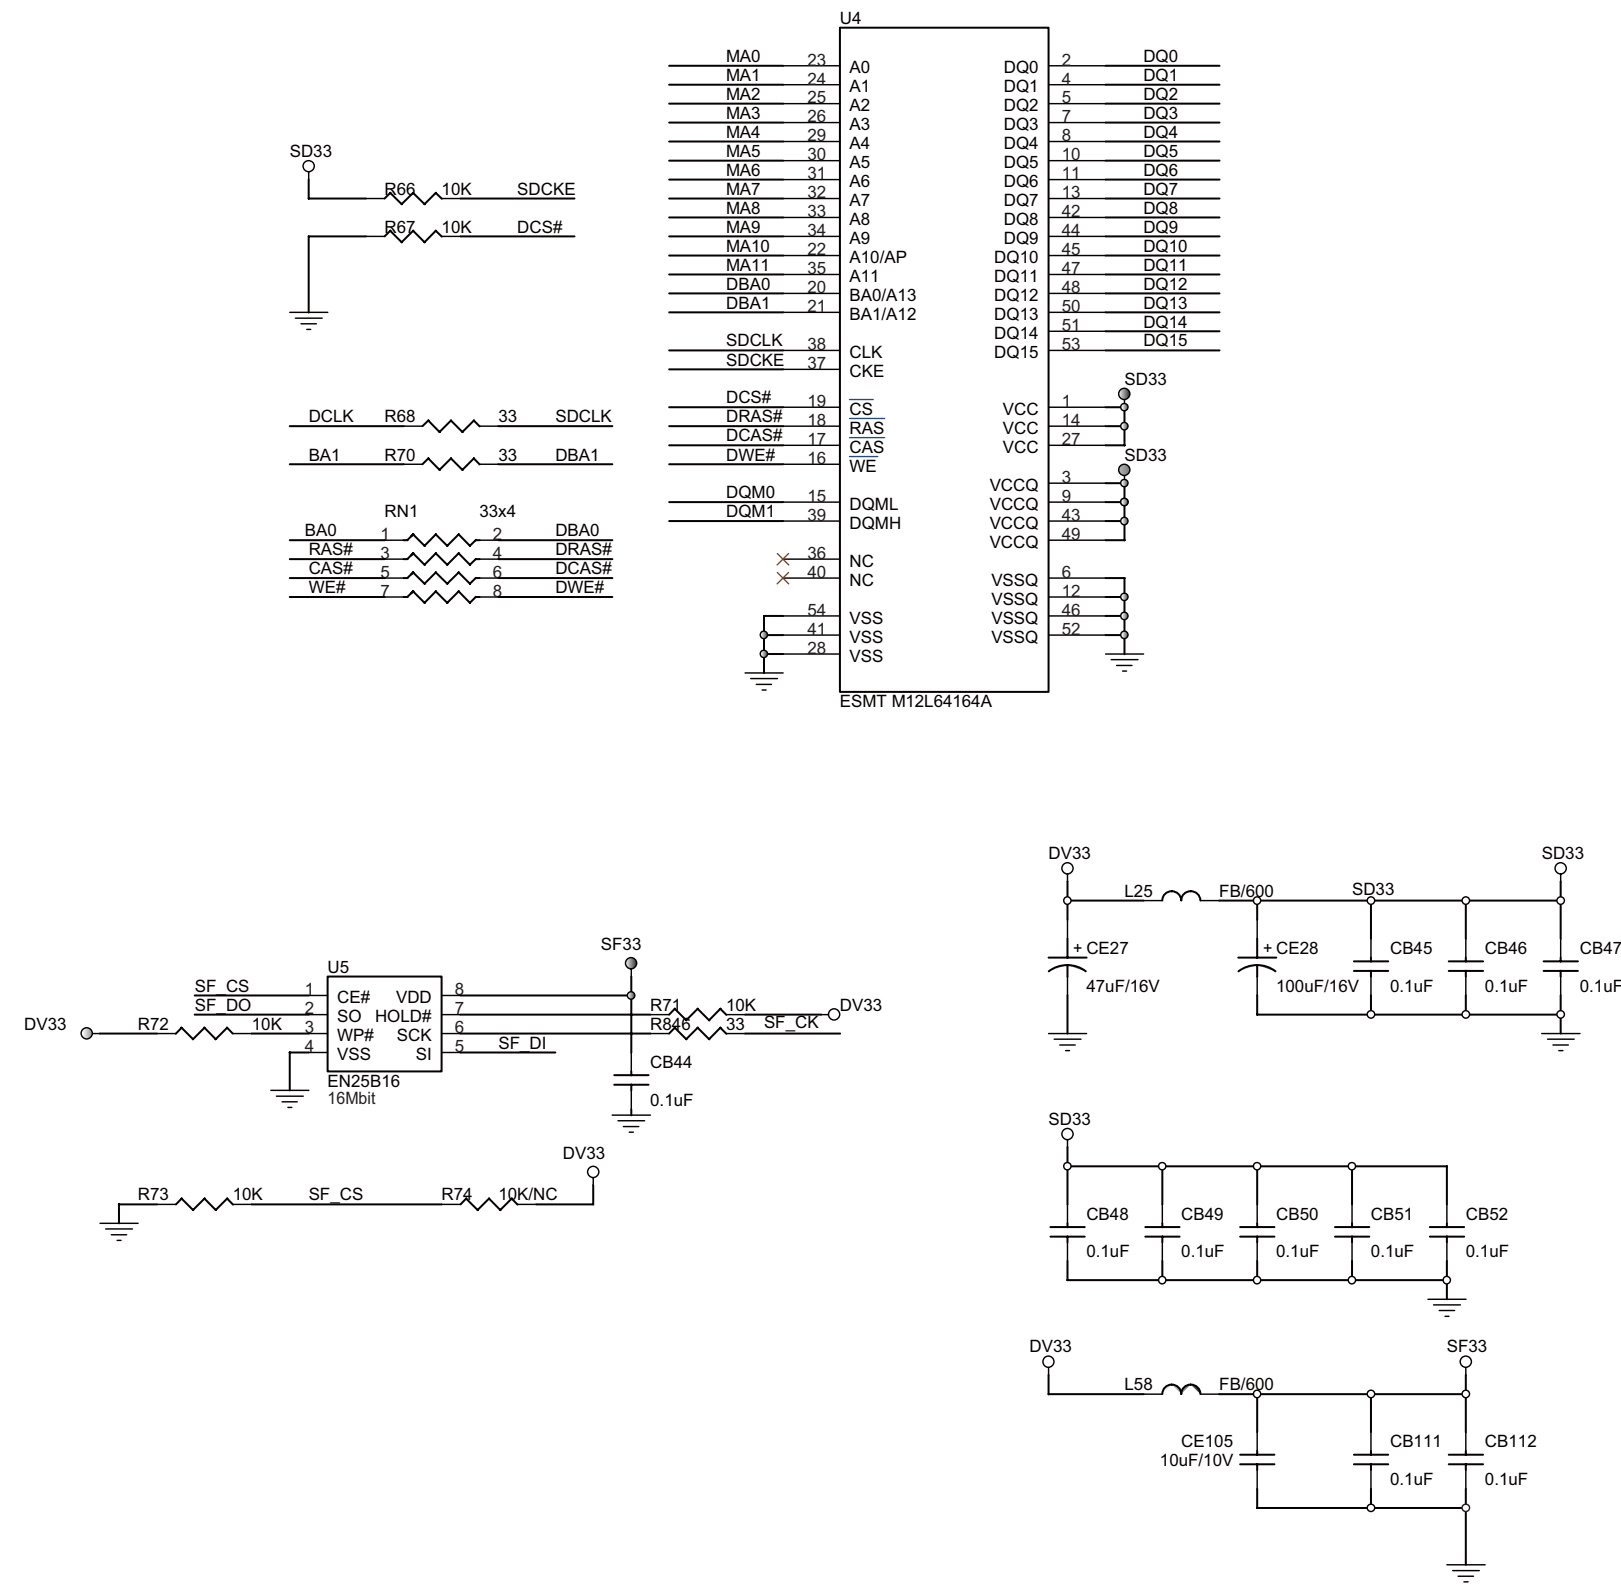 U4
MA0 23 A0 DQ0 2 DQ0
MA1 24 A1 DQ1 4 DQ1
MA2 25 A2 DQ2 5 DQ2
MA3 26 A3 DQ3 7 DQ3
MA4 29 A4 DQ4 8 DQ4
MA5 30 A5 DQ5 10 DQ5
MA6 31 A6 DQ6 11 DQ6
MA7 32 A7 DQ7 13 DQ7
MA8 33 A8 DQ8 42 DQ8
MA9 34 A9 DQ9 44 DQ9
MA10 22 A10/AP DQ10 45 DQ10
MA11 35 A11 DQ11 47 DQ11
DBA0 20 BA0/A13 DQ12 48 DQ12
DBA1 21 BA1/A12 DQ13 50 DQ13
DQ14 51 DQ14
SDCLK 38 CLK DQ15 53 DQ15
SDCKE 37 CKE
SD33
DCS# 19 CS VCC 1
DRAS# 18 RAS VCC 14
DCAS# 17 CAS VCC 27
DWE# 16 WE
SD33
VCCQ 3
DQM0 15 DQML VCCQ 9
DQM1 39 DQMH VCCQ 43
VCCQ 49
36 NC
40 NC VSSQ 6
VSSQ 12
54 VSS VSSQ 46
41 VSS VSSQ 52
28 VSS
ESMT M12L64164A
SD33
R66 10K SDCKE
R67 10K DCS#
DCLK R68 33 SDCLK
BA1 R70 33 DBA1
RN1 33x4
BA0 1 2 DBA0
RAS# 3 4 DRAS#
CAS# 5 6 DCAS#
WE# 7 8 DWE#
SF33
U5
SF_CS 1 CE# VDD 8
SF_DO 2 SO HOLD# 7 R71 10K DV33
DV33 R72 10K 3 WP# SCK 6 R846 33 SF_CK
4 VSS SI 5 SF_DI
EN25B16
16Mbit
CB44
0.1uF
DV33
R73 10K SF_CS R74 10K/NC
DV33 SD33
L25 FB/600 SD33
+ CE27 + CE28 CB45 CB46 CB47
47uF/16V 100uF/16V 0.1uF 0.1uF 0.1uF
SD33
CB48 CB49 CB50 CB51 CB52
0.1uF 0.1uF 0.1uF 0.1uF 0.1uF
DV33 SF33
L58 FB/600
CE105 CB111 CB112
10uF/10V 0.1uF 0.1uF